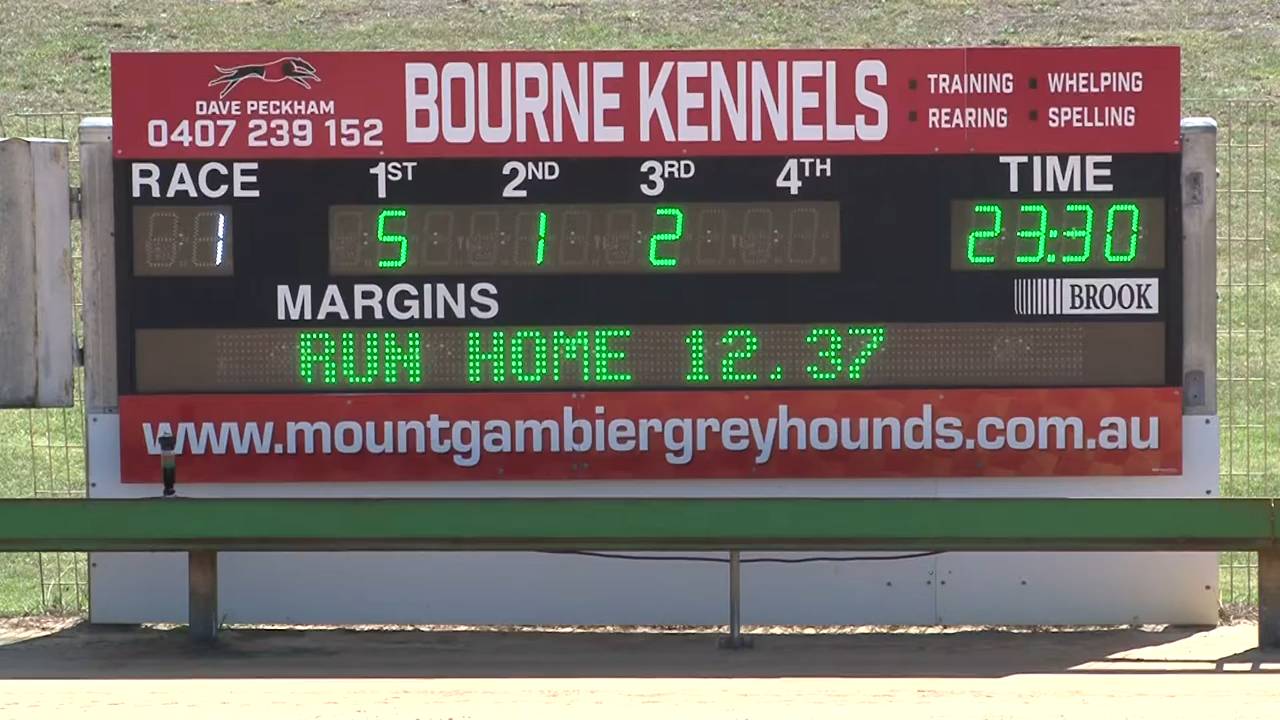 DAVE PECKHAM
0407 239 152
BOURNE KENNELS
TRAINING WHELPING
REARING SPELLING
RACE 1ST 2ND 3RD 4TH TIME
1 5 1 2 23:30
MARGINS BROOK
RUN HOME 12.37
www.mountgambiergreyhounds.com.au